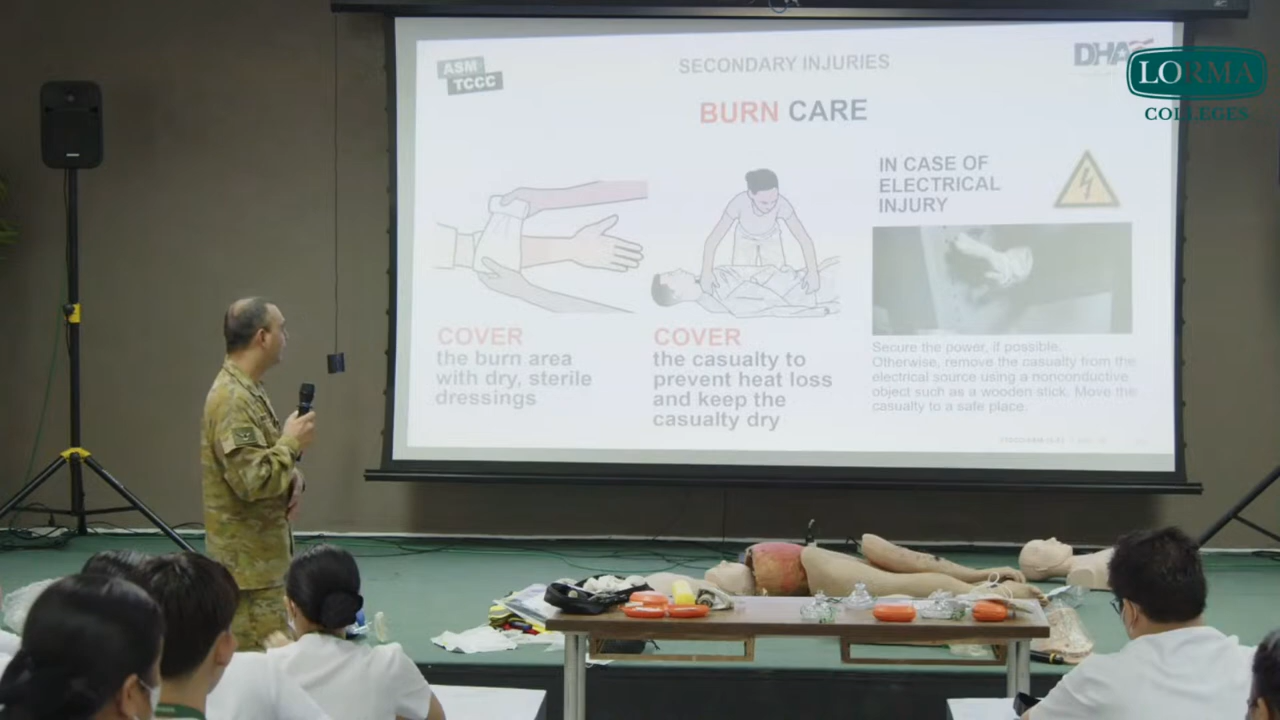 ASM
TCCC
SECONDARY INJURIES
DHA
LORMA
COLLEGES
BURN CARE
IN CASE OF
ELECTRICAL
INJURY
COVER
the burn area
with dry, sterile
dressings
COVER
the casualty to
prevent heat loss
and keep the
casualty dry
Secure the power, if possible.
Otherwise, remove the casualty from the
electrical source using a nonconductive
object such as a wooden stick. Move the
casualty to a safe place.